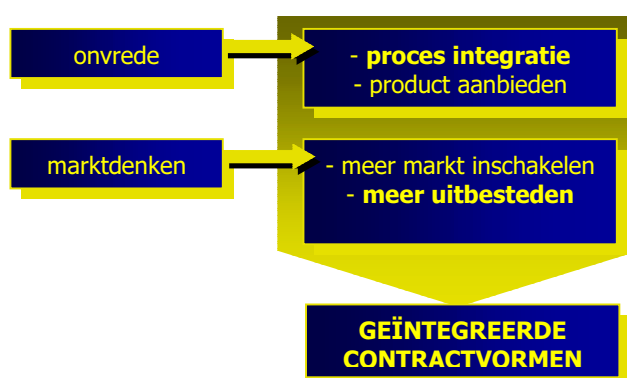 onvrede
- proces integratie
- product aanbieden
marktdenken
- meer markt inschakelen
- meer uitbesteden
GEÏNTEGREERDE
CONTRACTVORMEN